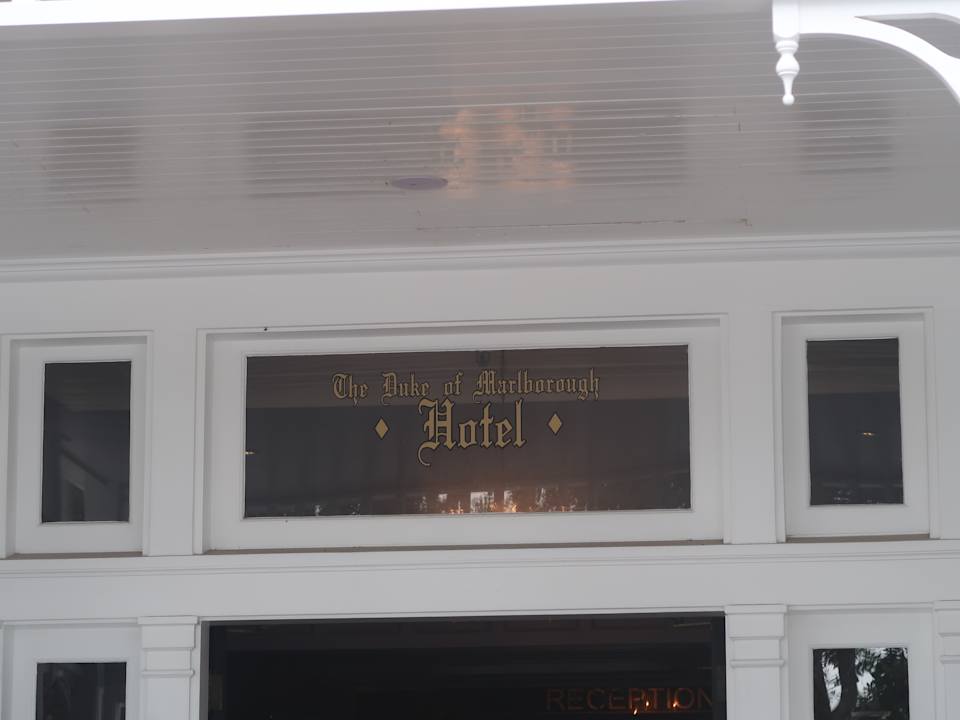 The Duke of Marlborough
Hotel
RECEPTION